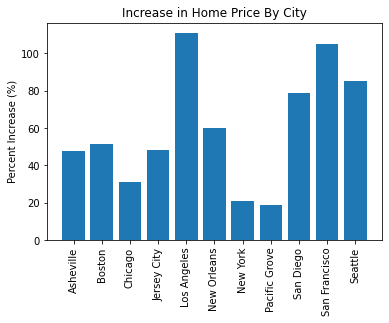 Increase in Home Price By City
Percent Increase (%)
100
80
60
40
20
0
Asheville
Boston
Chicago
Jersey City
Los Angeles
New Orleans
New York
Pacific Grove
San Diego
San Francisco
Seattle